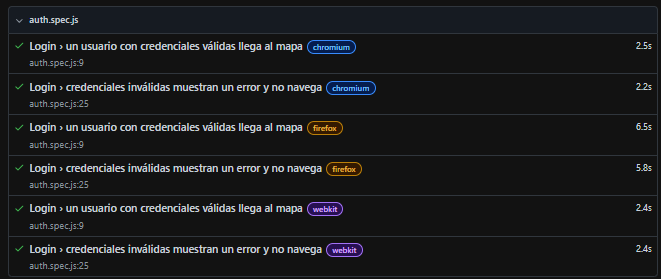 auth.spec.js
Login › un usuario con credenciales válidas llega al mapa chromium 2.5s
auth.spec.js:9
Login › credenciales inválidas muestran un error y no navega chromium 2.2s
auth.spec.js:25
Login › un usuario con credenciales válidas llega al mapa firefox 6.5s
auth.spec.js:9
Login › credenciales inválidas muestran un error y no navega firefox 5.8s
auth.spec.js:25
Login › un usuario con credenciales válidas llega al mapa webkit 2.4s
auth.spec.js:9
Login › credenciales inválidas muestran un error y no navega webkit 2.4s
auth.spec.js:25